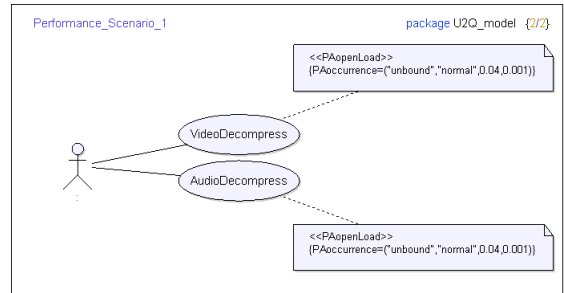 Performance_Scenario_1
package U2Q_model {2/2}
<<PAopenLoad>>
{PAoccurrence=("unbound","normal",0.04,0.001)}
VideoDecompress
AudioDecompress
:
<<PAopenLoad>>
{PAoccurrence=("unbound","normal",0.04,0.001)}